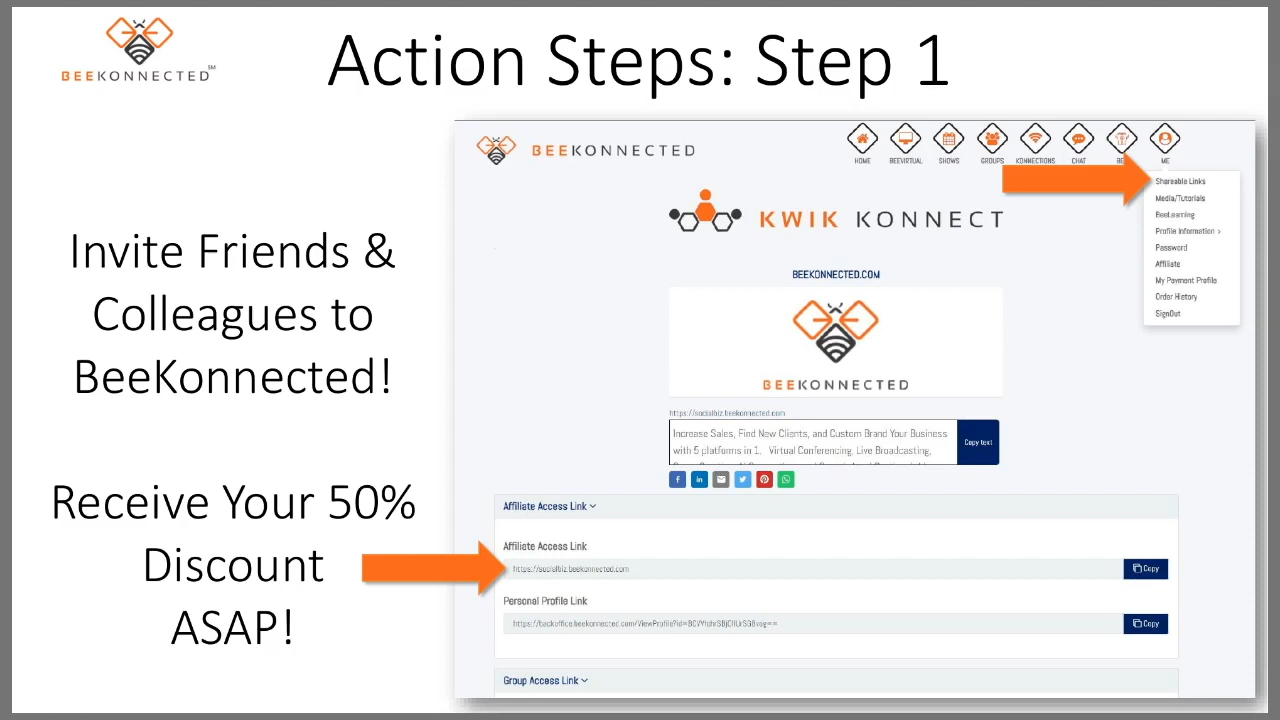 BEEKONNECTED SM
Action Steps: Step 1
Invite Friends &
Colleagues to
BeeKonnected!
Receive Your 50%
Discount
ASAP!
BEEKONNECTED
HOME BEEVIRTUAL SHOWS GROUPS KONNECTIONS CHAT ME
Shareable Links
Media/Tutorials
BeeLearning
Profile Information >
Password
Affiliate
My Payment Profile
Order History
SignOut
KWIK KONNECT
BEEKONNECTED.COM
BEEKONNECTED
https://socialbiz.beekonnected.com
Increase Sales, Find New Clients, and Custom Brand Your Business
with 5 platforms in 1. Virtual Conferencing, Live Broadcasting,
Copy text
Affiliate Access Link
Affiliate Access Link
https://socialbiz.beekonnected.com
Copy
Personal Profile Link
Copy
Group Access Link